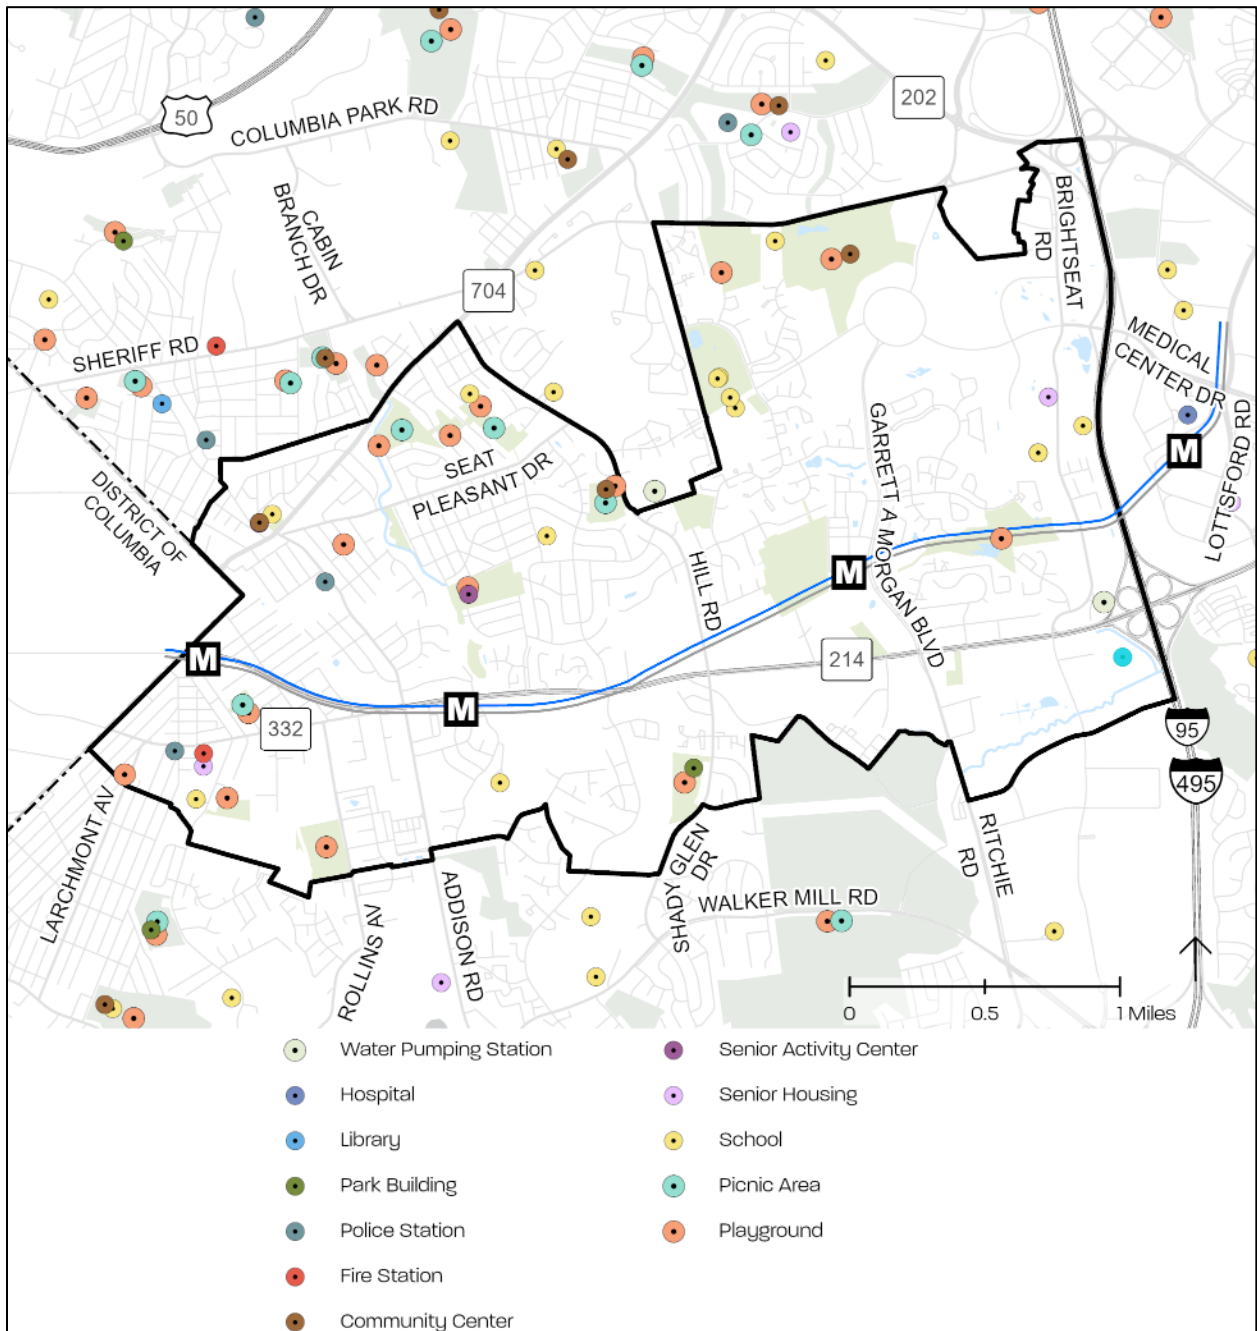 202
50
COLUMBIA PARK RD
CABIN
BRANCH DR
BRIGHTSEAT
RD
704
SHERIFF RD
MEDICAL
CENTER DR
LOTTSFORD RD
GARRETT A MORGAN BLVD
SEAT
PLEASANT DR
DISTRICT OF
COLUMBIA
M
HILL RD
M
M
214
M
332
95
495
LARCHMONT AV
ROLLINS AV
ADDISON RD
SHADY GLEN
DR
WALKER MILL RD
RITCHIE
RD
0 0.5 1 Miles
Water Pumping Station
Hospital
Library
Park Building
Police Station
Fire Station
Community Center
Senior Activity Center
Senior Housing
School
Picnic Area
Playground